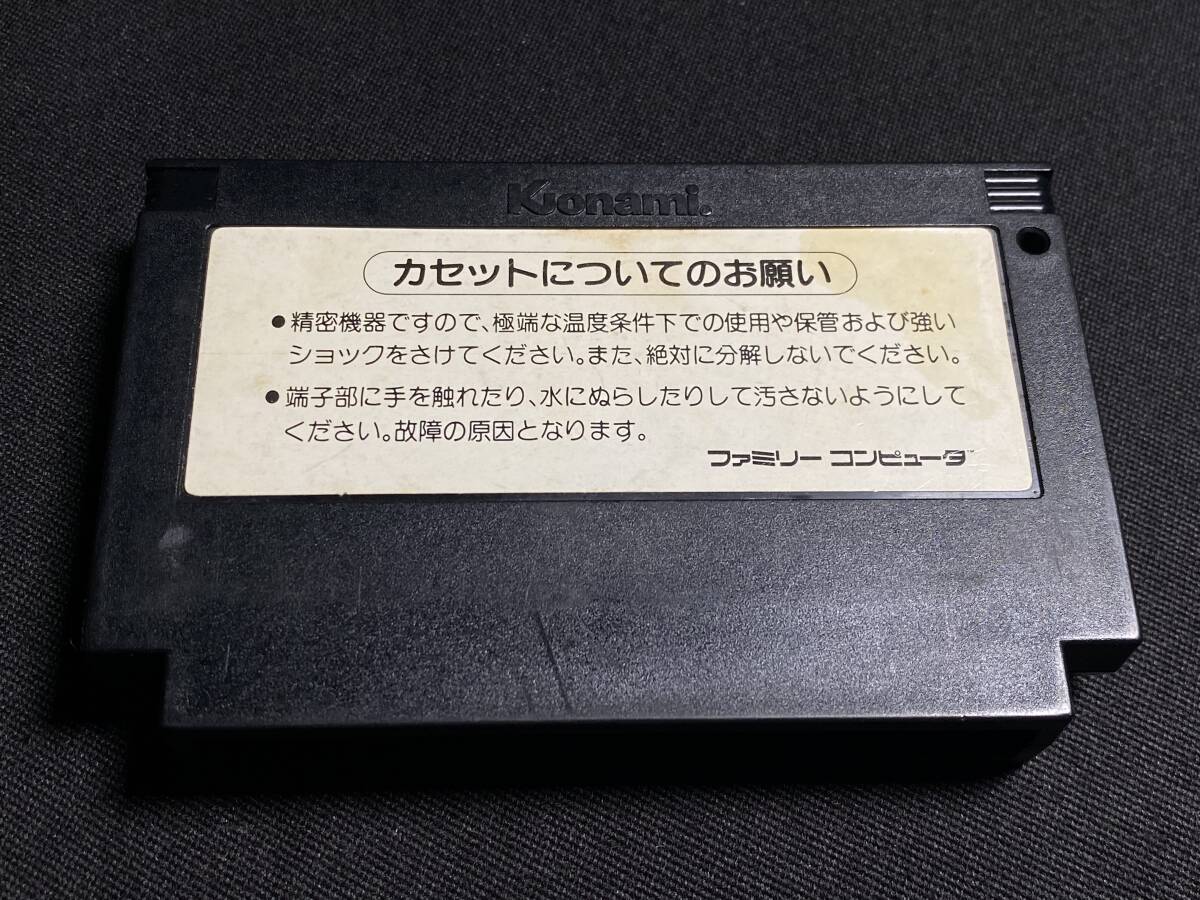 Konami.
カセットについてのお願い
●精密機器ですので、極端な温度条件下での使用や保管および強い
ショックをさけてください。また、絶対に分解しないでください。
●端子部に手を触れたり、水にぬらしたりして汚さないようにして
ください。故障の原因となります。
ファミリー コンピュータ™